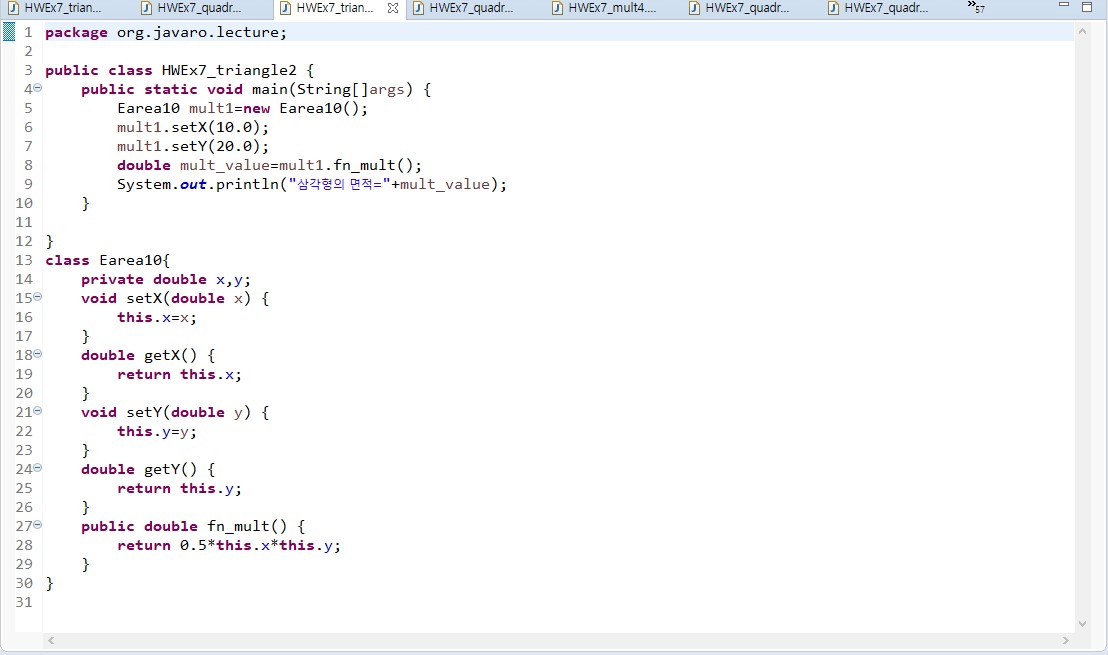 HWEx7_trian... HWEx7_quadr... HWEx7_trian... HWEx7_quadr... HWEx7_mult4.... HWEx7_quadr... HWEx7_quadr... »57
1 package org.javaro.lecture;
2
3 public class HWEx7_triangle2 {
4 public static void main(String[]args) {
5 Earea10 mult1=new Earea10();
6 mult1.setX(10.0);
7 mult1.setY(20.0);
8 double mult_value=mult1.fn_mult();
9 System.out.println("삼각형의 면적="+mult_value);
10 }
11
12 }
13 class Earea10{
14 private double x,y;
15 void setX(double x) {
16 this.x=x;
17 }
18 double getX() {
19 return this.x;
20 }
21 void setY(double y) {
22 this.y=y;
23 }
24 double getY() {
25 return this.y;
26 }
27 public double fn_mult() {
28 return 0.5*this.x*this.y;
29 }
30 }
31